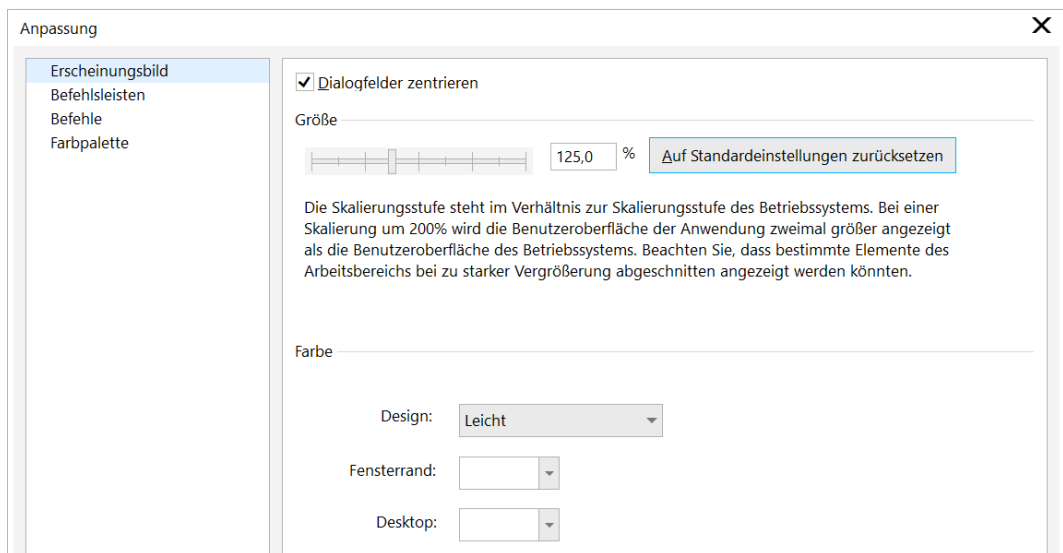 Anpassung
Erscheinungsbild
Befehlsleisten
Befehle
Farbpalette
Dialogfelder zentrieren
Größe
125,0 % Auf Standardeinstellungen zurücksetzen
Die Skalierungsstufe steht im Verhältnis zur Skalierungsstufe des Betriebssystems. Bei einer
Skalierung um 200% wird die Benutzeroberfläche der Anwendung zweimal größer angezeigt
als die Benutzeroberfläche des Betriebssystems. Beachten Sie, dass bestimmte Elemente des
Arbeitsbereichs bei zu starker Vergrößerung abgeschnitten angezeigt werden könnten.
Farbe
Design: Leicht
Fensterrand:
Desktop: